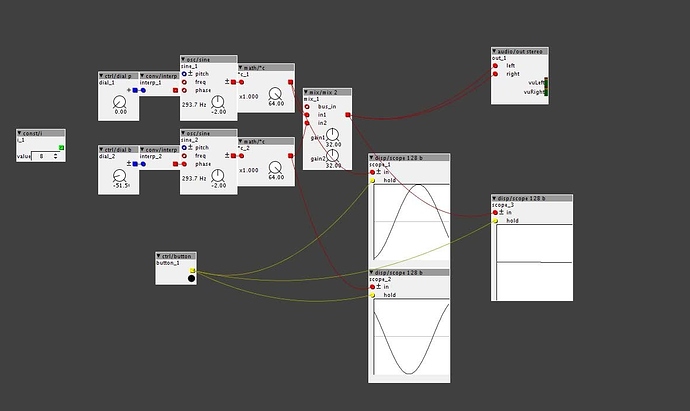 const/i
i_1
value 8
ctrl/dial p
dial_1
0.00
conv/interp
interp_1
osc/sine
sine_1
pitch
freq
phase
293.7 Hz
-2.00
math/*c
*c_1
x1.000
64.00
ctrl/dial b
dial_2
conv/interp
interp_2
osc/sine
sine_2
pitch
freq
phase
293.7 Hz
-2.00
math/*c
*c_2
x1.000
64.00
mix/mix 2
mix_1
bus_in
in1
in2
gain1
32.00
gain2
32.00
audio/out stereo
out_1
left
right
vuLeft
vuRight
ctrl/button
button_1
disp/scope 128 b
scope_1
in
hold
disp/scope 128 b
scope_2
in
hold
disp/scope 128 b
scope_3
in
hold